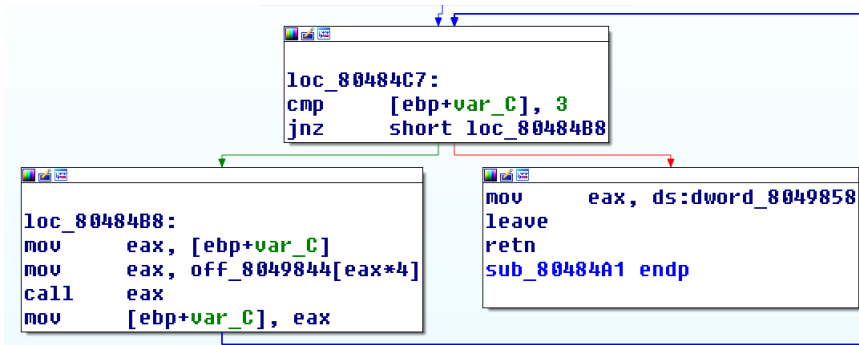 loc_80484C7:
cmp     [ebp+var_C], 3
jnz     short loc_80484B8
loc_80484B8:
mov     eax, [ebp+var_C]
mov     eax, off_8049844[eax*4]
call    eax
mov     [ebp+var_C], eax
mov     eax, ds:dword_8049858
leave
retn
sub_80484A1 endp